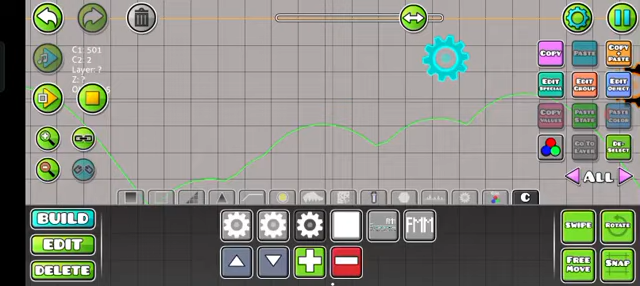 C1: 501
C2: 2
Layer: ?
Z: ?
COPY
PASTE
COPY + PASTE
EDIT SPECIAL
EDIT GROUP
EDIT OBJECT
COPY VALUES
PASTE STATE
PASTE COLOR
GO TO LAYER
DE- SELECT
ALL
C
BUILD
EDIT
DELETE
SWIPE
ROTATE
FREE MOVE
SNAP